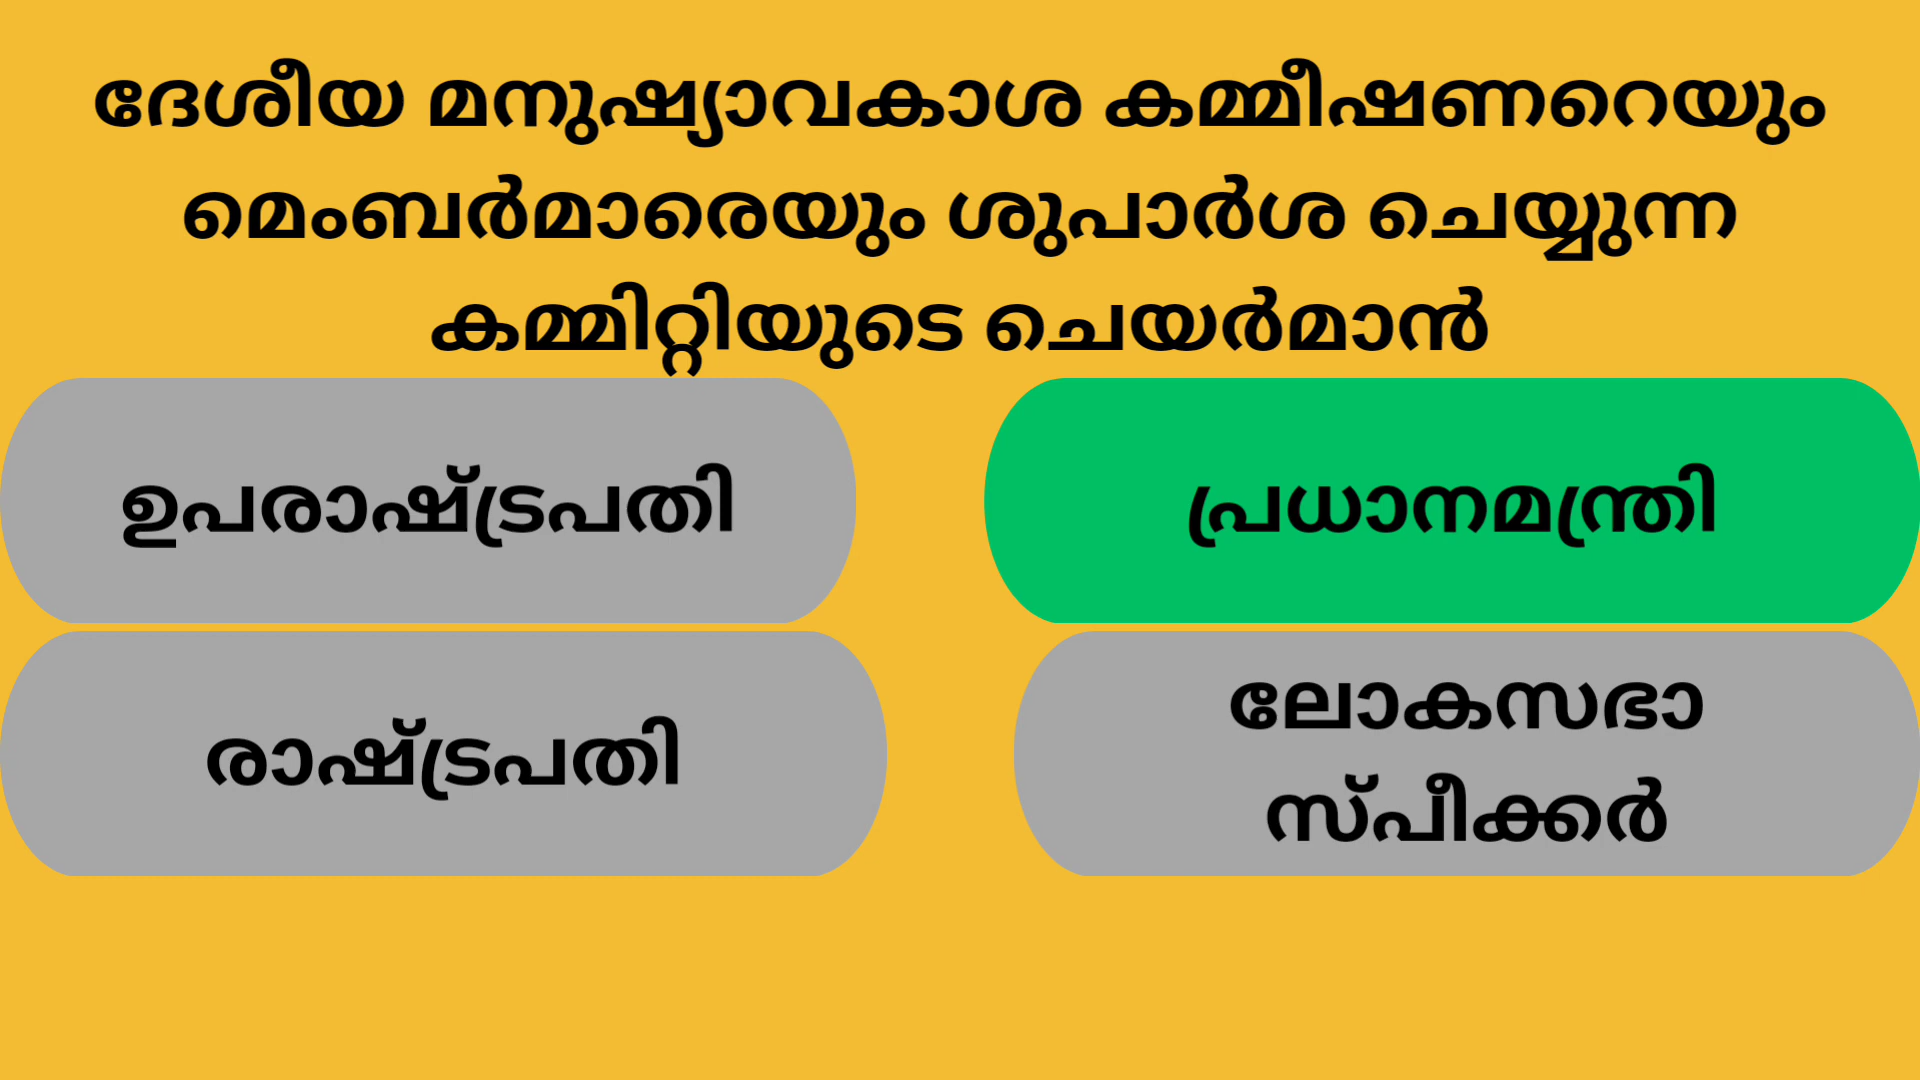 ദേശീയ മനുഷ്യാവകാശ കമ്മീഷണറെയും
മെംബർമാരെയും ശുപാർശ ചെയ്യുന്ന
കമ്മിറ്റിയുടെ ചെയർമാൻ
ഉപരാഷ്ട്രപതി
പ്രധാനമന്ത്രി
രാഷ്ട്രപതി
ലോകസഭാ
സ്പീക്കർ